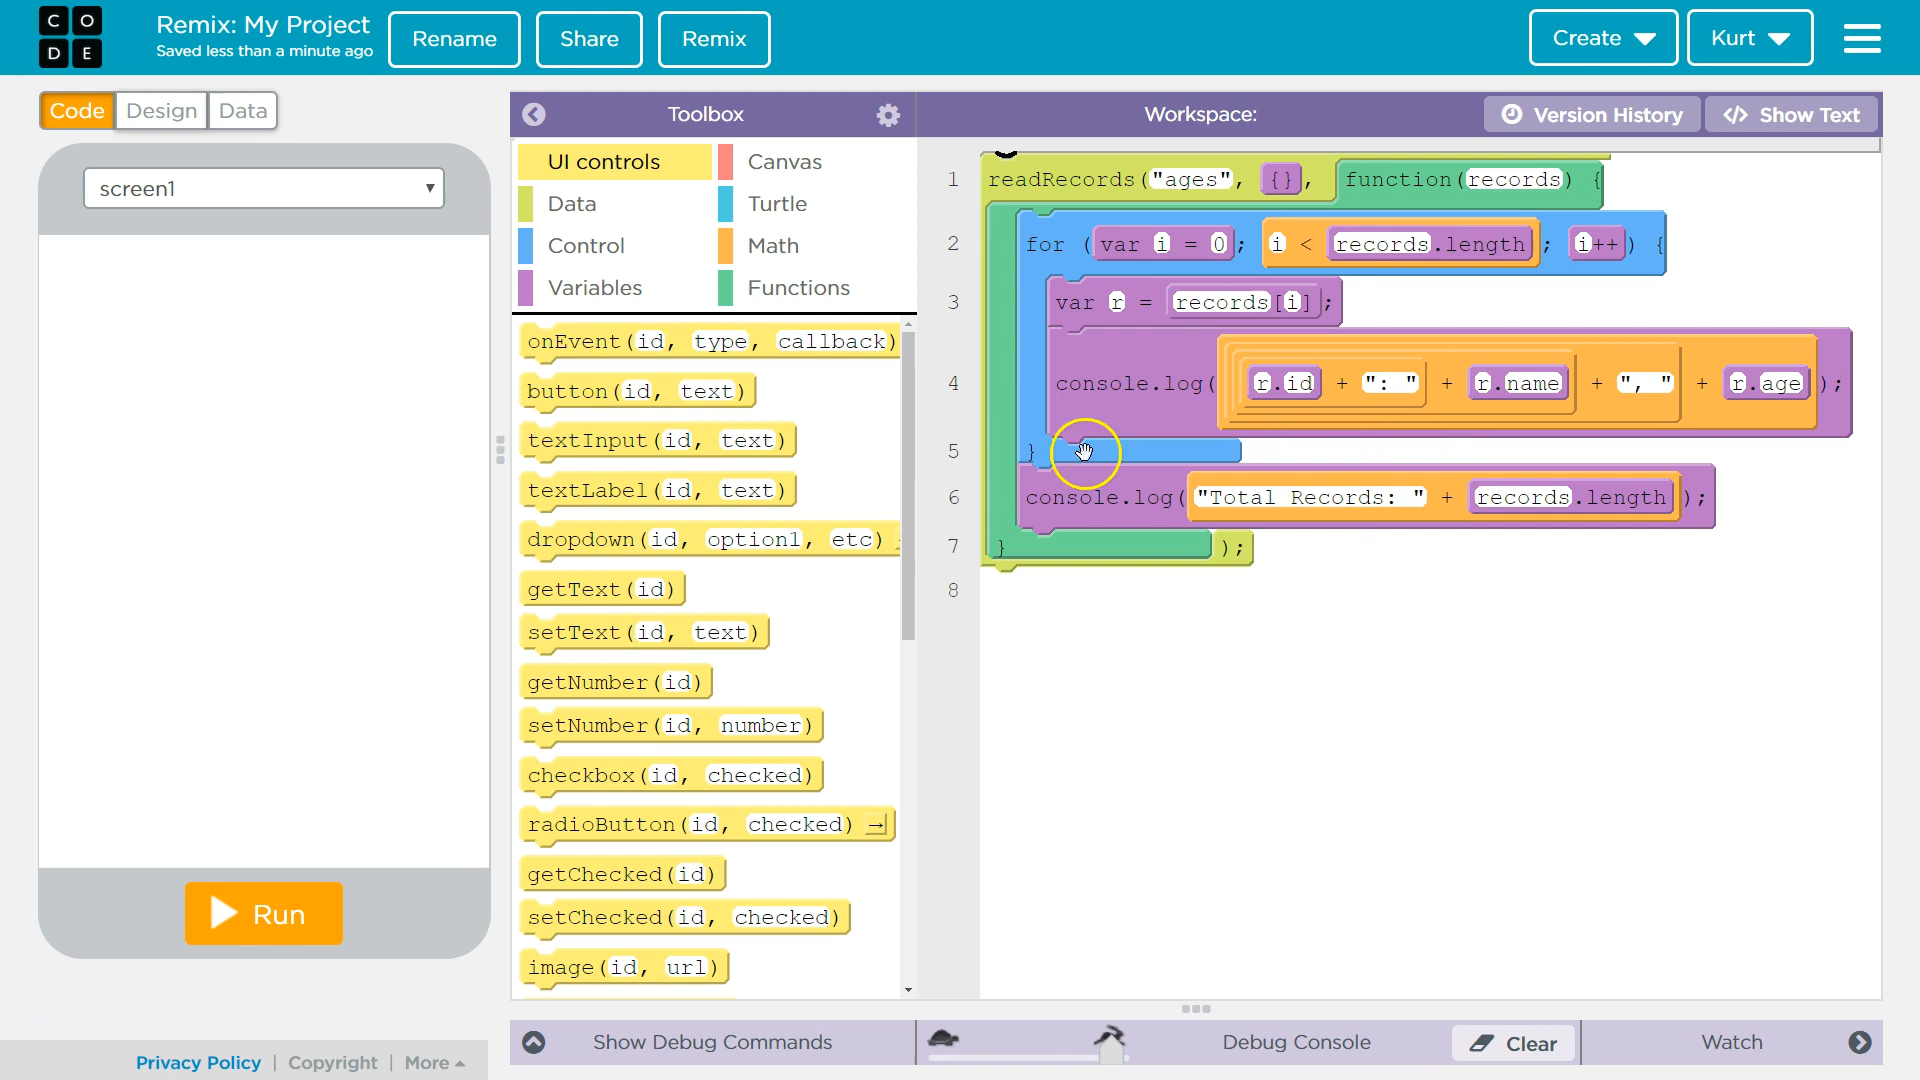 C O D E
Remix: My Project
Saved less than a minute ago
Rename
Share
Remix
Create
Kurt
Code
Design
Data
screen1
Toolbox
UI controls
Canvas
Data
Turtle
Control
Math
Variables
Functions
onEvent(id, type, callback)
button(id, text)
textInput(id, text)
textLabel(id, text)
dropdown(id, option1, etc)
getText(id)
setText(id, text)
getNumber(id)
setNumber(id, number)
checkbox(id, checked)
radioButton(id, checked) →
getChecked(id)
setChecked(id, checked)
image(id, url)
Workspace:
Version History
</> Show Text
1 readRecords("ages", {}, function(records) {
2 for (var i = 0; i < records.length; i++) {
3 var r = records[i];
4 console.log(r.id + ": " + r.name + ", " + r.age);
5 }
6 console.log("Total Records: " + records.length);
7 });
8
Run
Show Debug Commands
Debug Console
Clear
Watch
Privacy Policy | Copyright | More